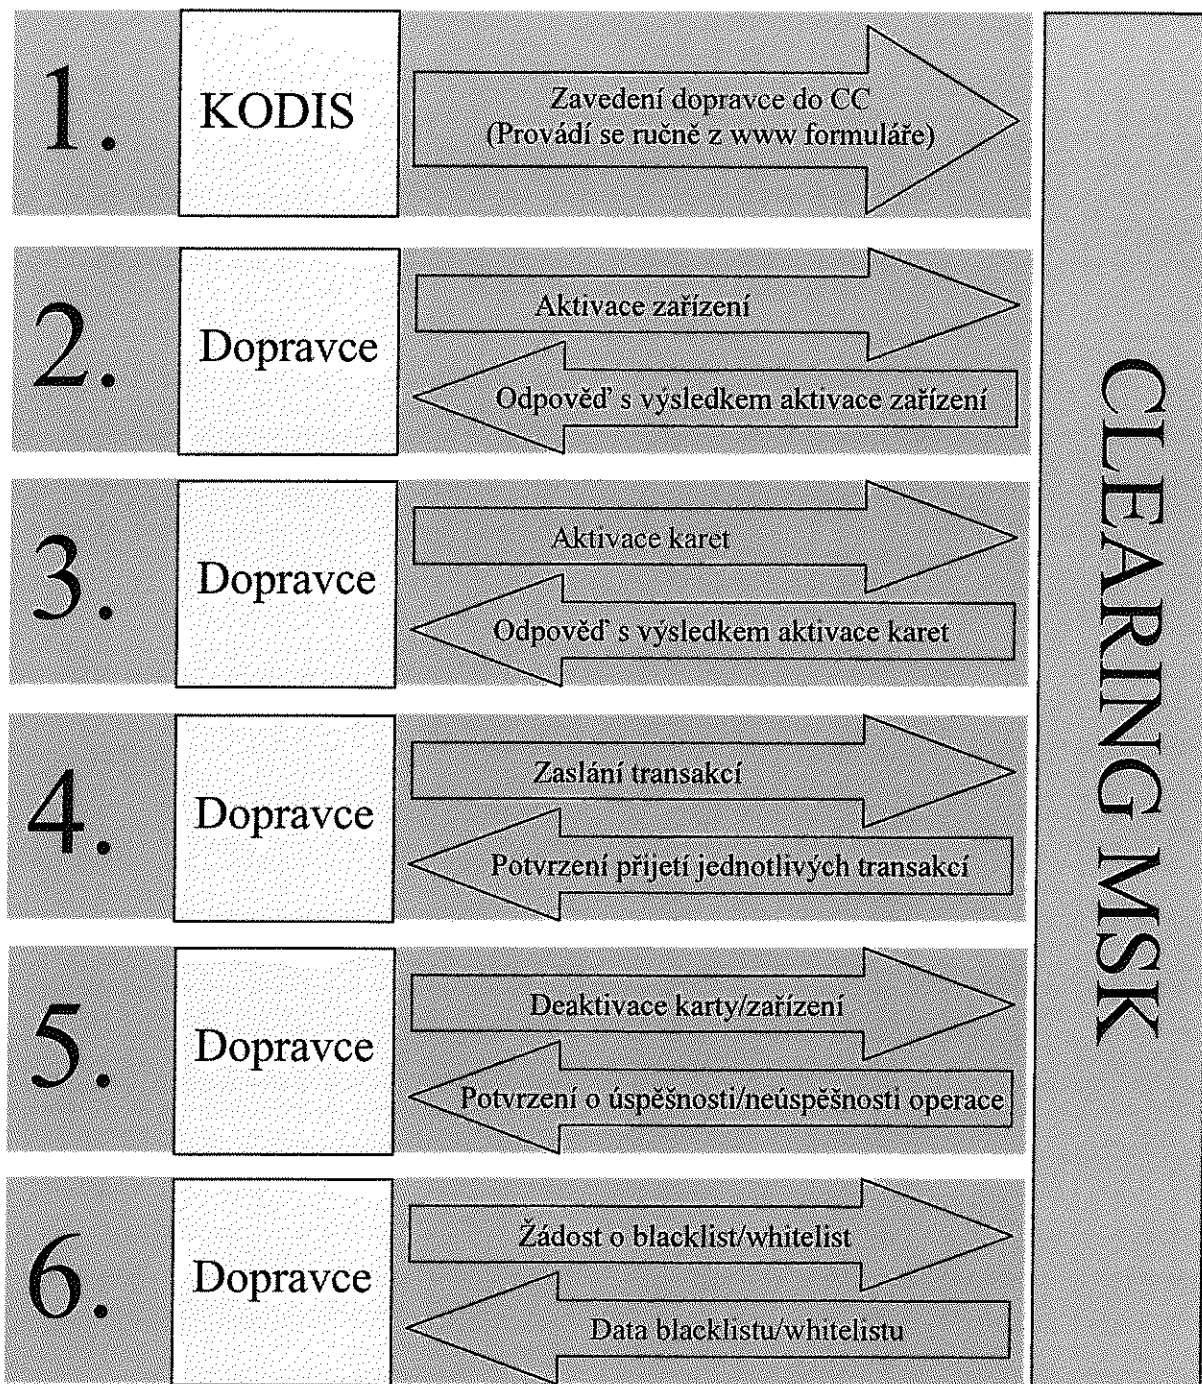 1.
KODIS
Zavedení dopravce do CC
(Provádí se ručně z www formuláře)
2.
Dopravce
Aktivace zařízení
Odpověď s výsledkem aktivace zařízení
3.
Dopravce
Aktivace karet
Odpověď s výsledkem aktivace karet
4.
Dopravce
Zaslání transakcí
Potvrzení přijetí jednotlivých transakcí
5.
Dopravce
Deaktivace karty/zařízení
Potvrzení o úspěšnosti/neúspěšnosti operace
6.
Dopravce
Žádost o blacklist/whitelist
Data blacklistu/whitelistu
CLEARING MSK